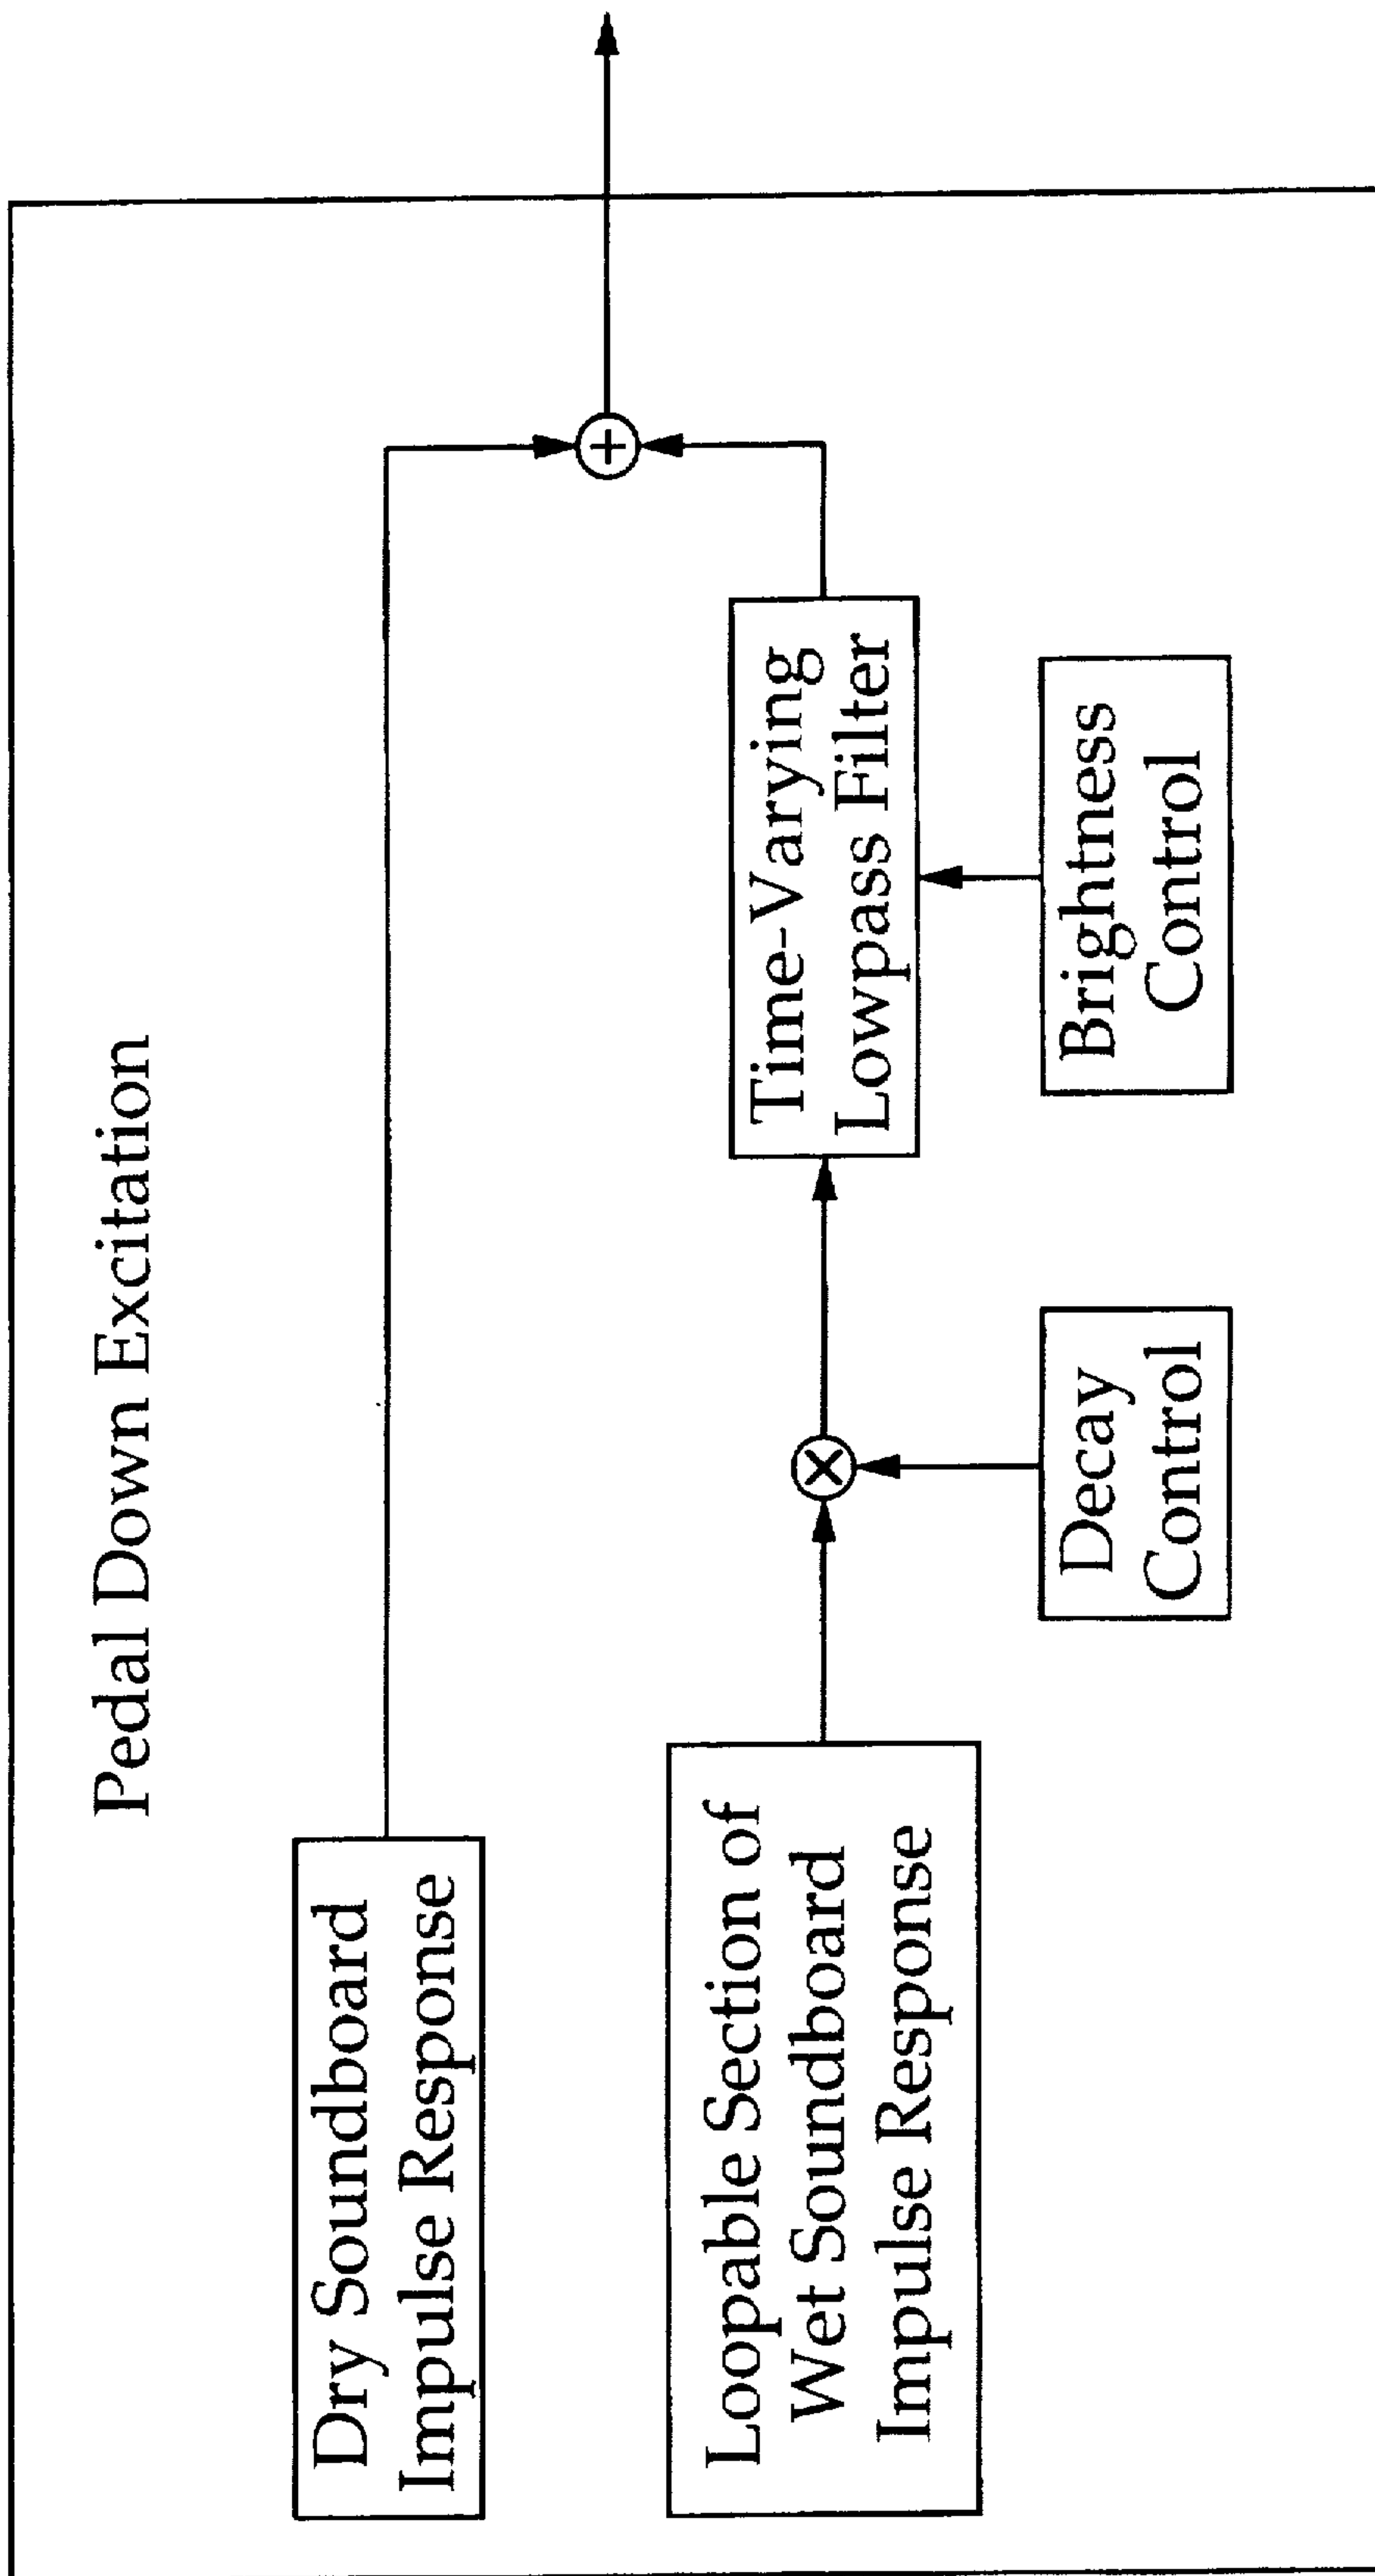 Pedal Down Excitation
Dry Soundboard
Impulse Response
Loopable Section of
Wet Soundboard
Impulse Response
×
Decay
Control
Time-Varying
Lowpass Filter
Brightness
Control
+